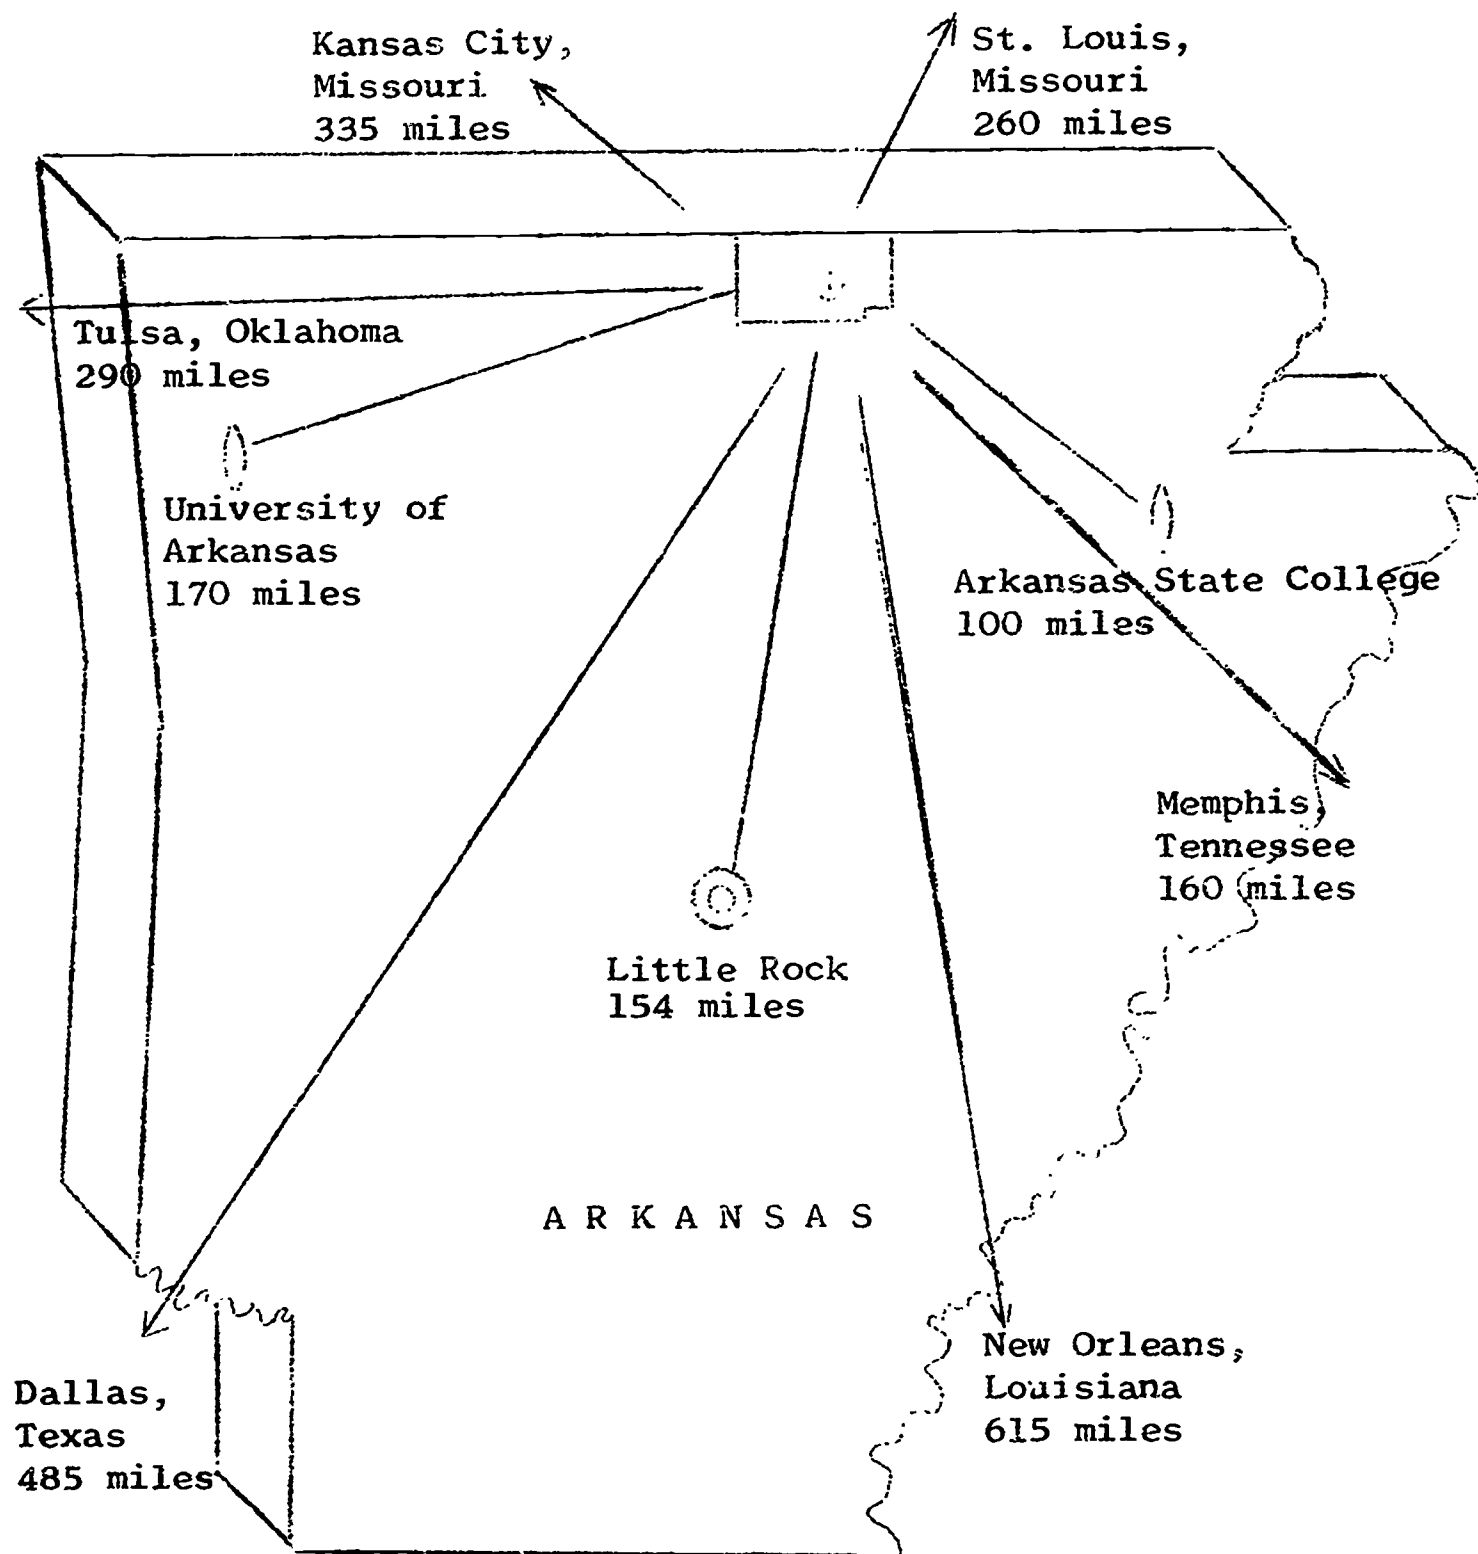 Kansas City,
Missouri
335 miles
St. Louis,
Missouri
260 miles
Tulsa, Oklahoma
290 miles
University of
Arkansas
170 miles
Arkansas State College
100 miles
Memphis,
Tennessee
160 miles
Little Rock
154 miles
ARKANSAS
New Orleans,
Louisiana
615 miles
Dallas,
Texas
485 miles